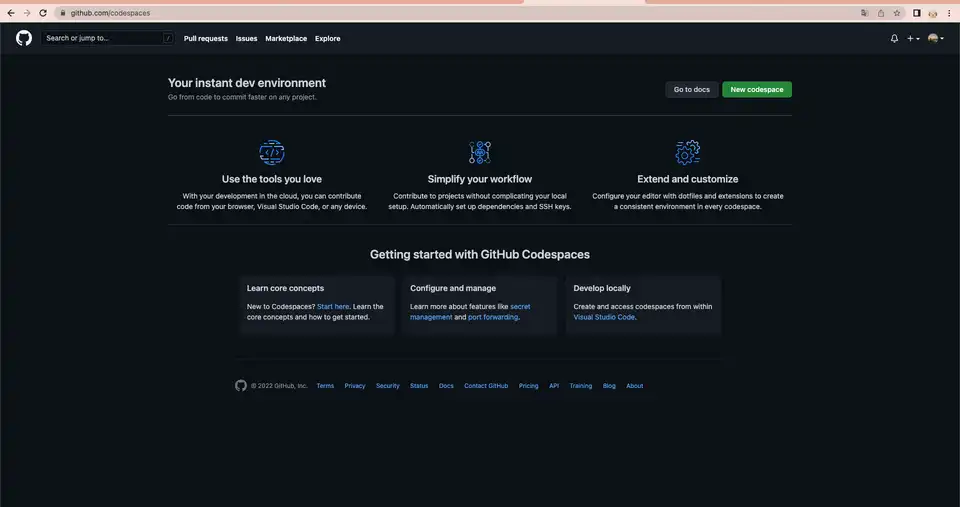 github.com/codespaces
Search or jump to... /
Pull requests Issues Marketplace Explore
Your instant dev environment
Go from code to commit faster on any project.
Go to docs New codespace
Use the tools you love
With your development in the cloud, you can contribute
code from your browser, Visual Studio Code, or any device.
Simplify your workflow
Contribute to projects without complicating your local
setup. Automatically set up dependencies and SSH keys.
Extend and customize
Configure your editor with dotfiles and extensions to create
a consistent environment in every codespace.
Getting started with GitHub Codespaces
Learn core concepts
New to Codespaces? Start here. Learn the
core concepts and how to get started.
Configure and manage
Learn more about features like secret
management and port forwarding.
Develop locally
Create and access codespaces from within
Visual Studio Code.
© 2022 GitHub, Inc. Terms Privacy Security Status Docs Contact GitHub Pricing API Training Blog About